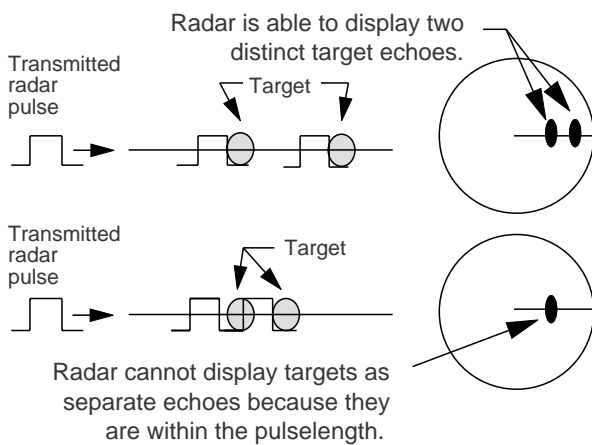 Radar is able to display two
distinct target echoes.
Transmitted
radar
pulse
Target
Transmitted
radar
pulse
Target
Radar cannot display targets as
separate echoes because they
are within the pulselength.